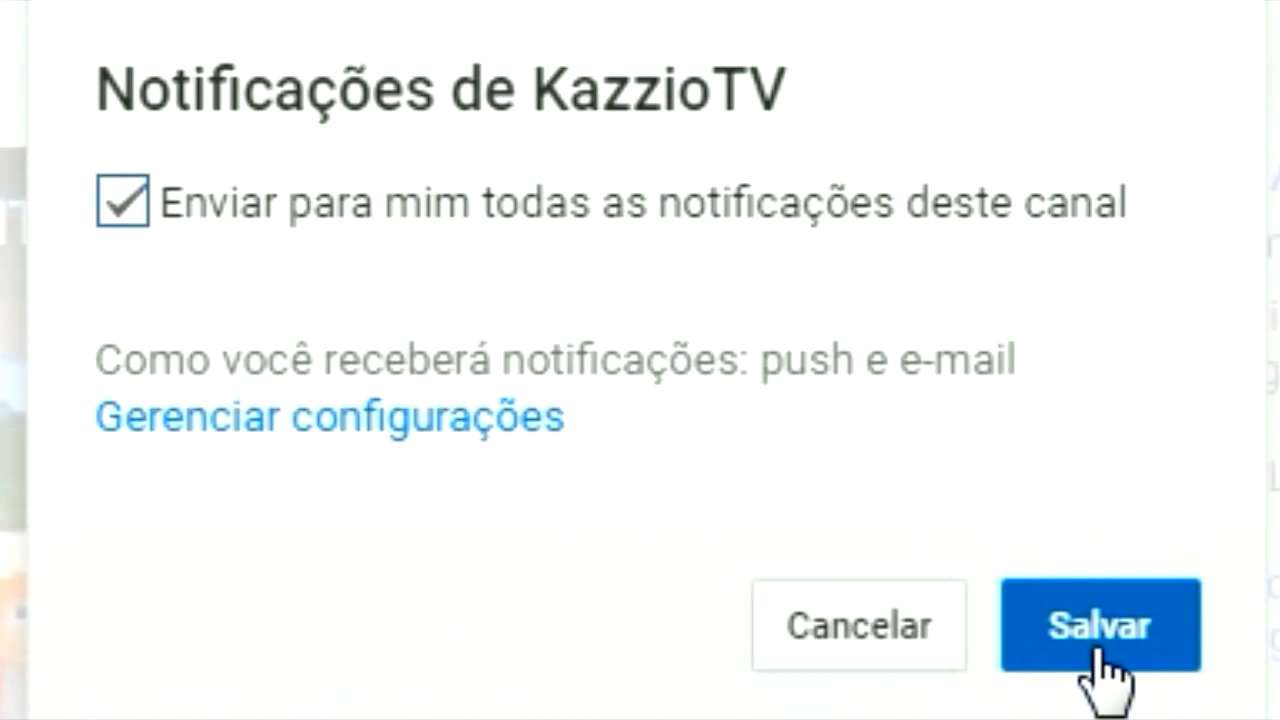 Notificações de KazzioTV
Enviar para mim todas as notificações deste canal
Como você receberá notificações: push e e-mail
Gerenciar configurações
Cancelar
Salvar